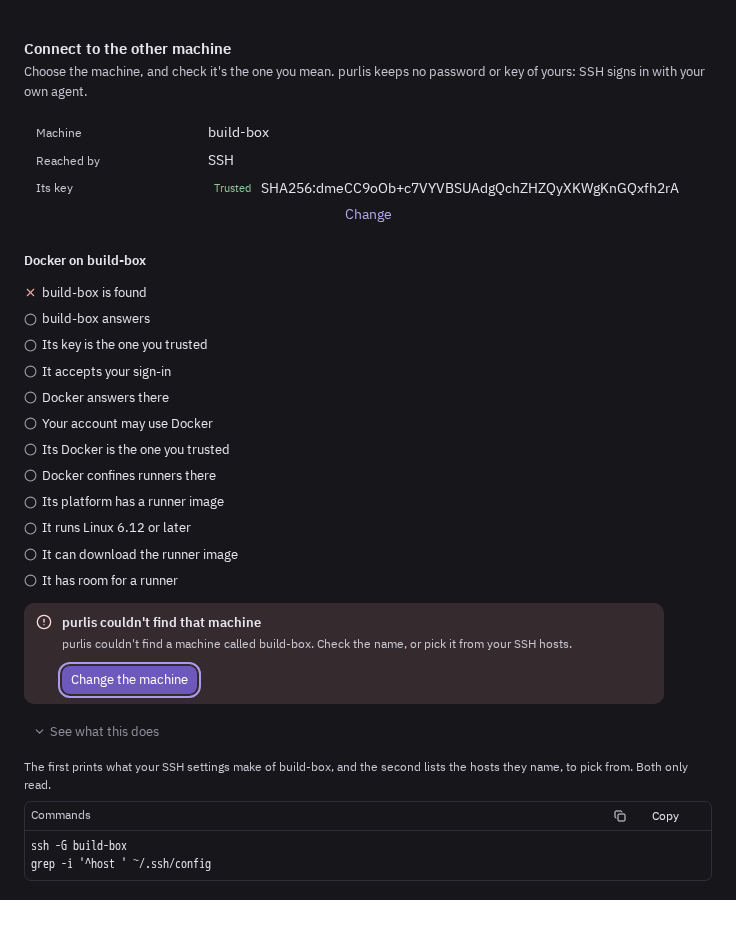 Connect to the other machine
Choose the machine, and check it's the one you mean. purlis keeps no password or key of yours: SSH signs in with your
own agent.
Machine build-box
Reached by SSH
Its key Trusted SHA256:dmeCC9oOb+c7VYVBSUAdgQchZHZQyXKWgKnGQxfh2rA
Change
Docker on build-box
build-box is found
build-box answers
Its key is the one you trusted
It accepts your sign-in
Docker answers there
Your account may use Docker
Its Docker is the one you trusted
Docker confines runners there
Its platform has a runner image
It runs Linux 6.12 or later
It can download the runner image
It has room for a runner
purlis couldn't find that machine
purlis couldn't find a machine called build-box. Check the name, or pick it from your SSH hosts.
Change the machine
See what this does
The first prints what your SSH settings make of build-box, and the second lists the hosts they name, to pick from. Both only
read.
Commands Copy
ssh -G build-box
grep -i '^host ' ~/.ssh/config